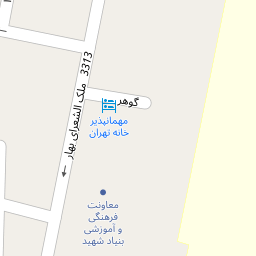 3313
ملک الشعرای بهار
گوهر
مهمانپذیر
خانه تهران
معاونت
فرهنگی
و آموزشی
بنیاد شهید